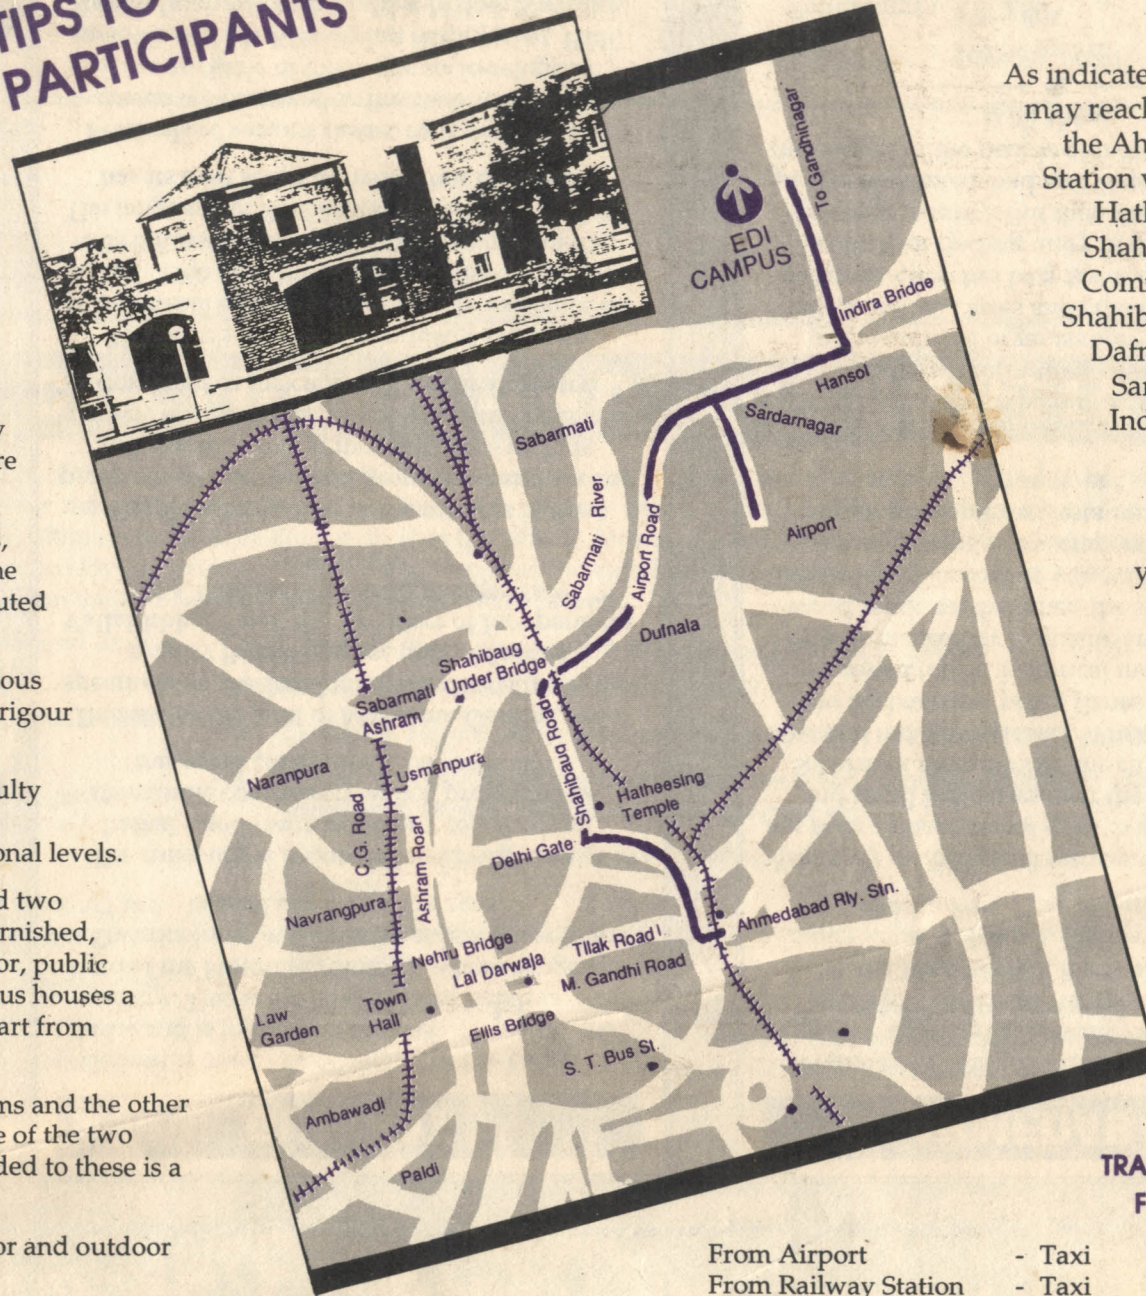 TIPS TO
PARTICIPANTS
As indicate
may reach
the Ah
Station v
Hath
Shah
Com
Shahib
Dafn
Sar
Ind
y
y
re
,
ne
uted
ous
rigour
ulty
onal levels.
d two
urnished,
or, public
us houses a
art from
ms and the other
e of the two
ded to these is a
or and outdoor
To Gandhinagar
EDI
CAMPUS
Indira Bridge
Hansol
Sardarnagar
Sabarmati
Sabarmati River
Airport Road
Airport
Dufnala
Shahibaug
Under Bridge
Sabarmati
Ashram
Naranpura
Usmanpura
Shahibaug Road
Hatheesing
Temple
C.G. Road
Ashram Road
Delhi Gate
Navrangpura
Ahmedabad Rly. Stn.
Nehru Bridge
Tilak Road
Lal Darwaja
M. Gandhi Road
Town
Hall
Law
Garden
Ellis Bridge
S. T. Bus St.
Ambawadi
Paldi
TRA
F
From Airport - Taxi
From Railway Station - Taxi